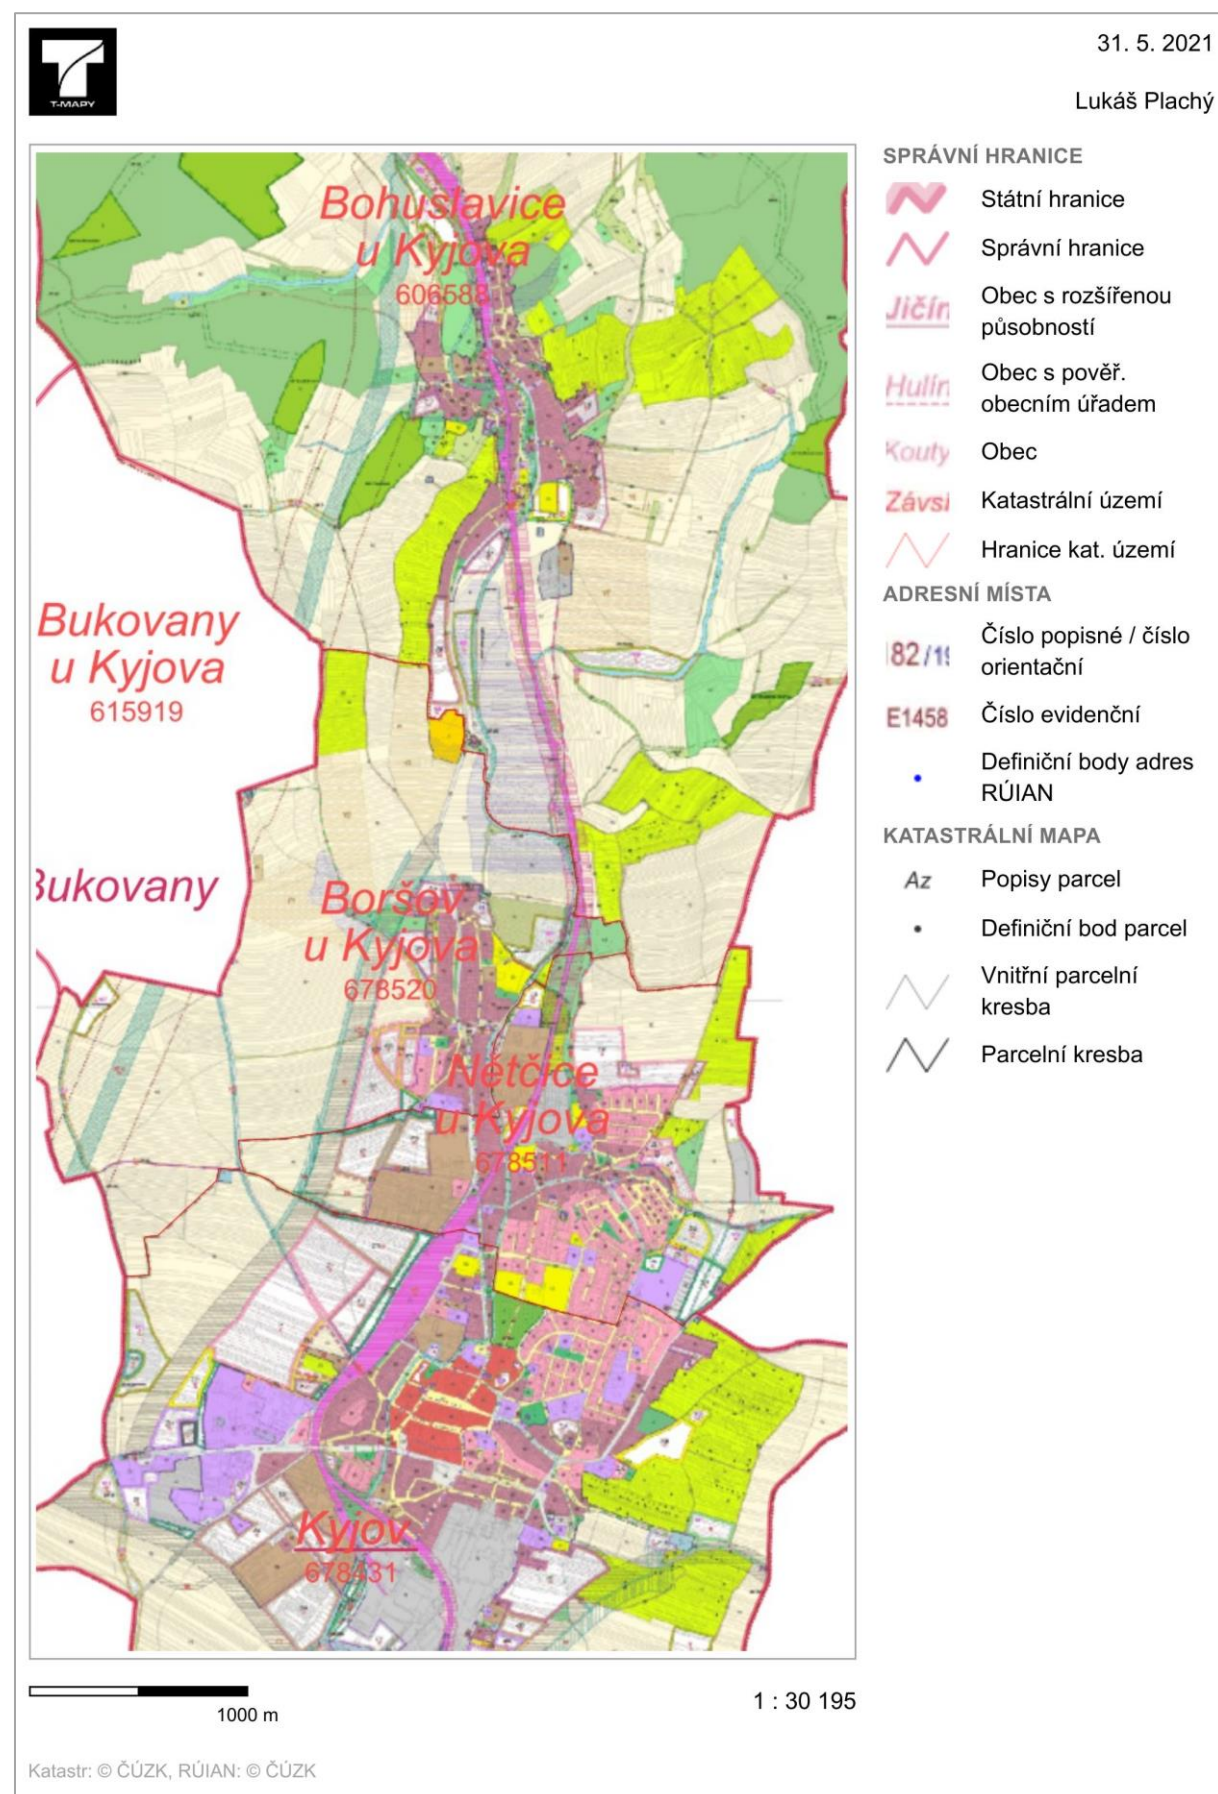 T-MAPY
31. 5. 2021
Lukáš Plachý
Bohuslavice
u Kyjova
606588
Bukovany
u Kyjova
615919
Bukovany
Boršov
u Kyjova
678520
Nětčice
u Kyjova
678511
Kyjov
678431
SPRÁVNÍ HRANICE
Státní hranice
Správní hranice
Jičín
Obec s rozšířenou
působností
Hulín
Obec s pověř.
obecním úřadem
Kouty
Obec
Katastrální území
Hranice kat. území
ADRESNÍ MÍSTA
82/19
Číslo popisné / číslo
orientační
E1458
Číslo evidenční
Definiční body adres
RÚIAN
KATASTRÁLNÍ MAPA
Az
Popisy parcel
Definiční bod parcel
Vnitřní parcelní
kresba
Parcelní kresba
1000 m
1 : 30 195
Katastr: © ČÚZK, RÚIAN: © ČÚZK